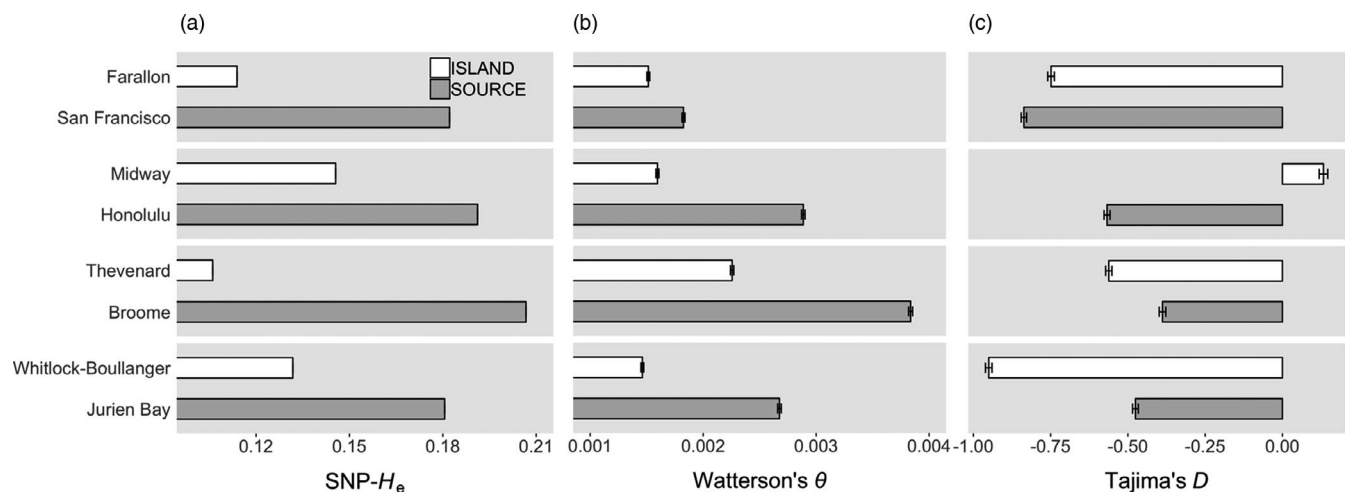 (a) (b) (c)
ISLAND
SOURCE
Farallon
San Francisco
Midway
Honolulu
Thevenard
Broome
Whitlock-Boullanger
Jurien Bay
0.12 0.15 0.18 0.21
0.001 0.002 0.003 0.004
-1.00 -0.75 -0.50 -0.25 0.00
SNP-He
Watterson's θ
Tajima's D